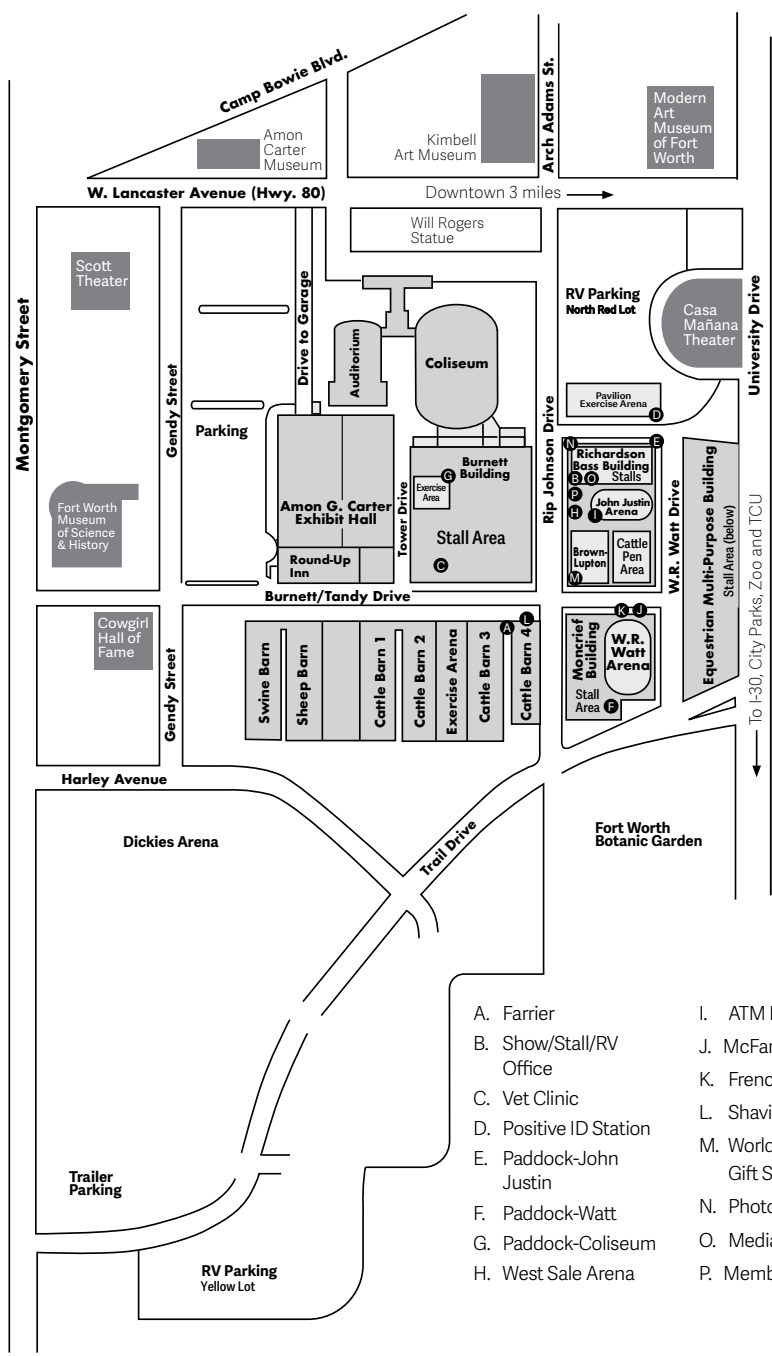 Camp Bowie Blvd.
Amon
Carter
Museum
Kimbell
Art Museum
Arch Adams St.
Modern
Art
Museum
of Fort
Worth
W. Lancaster Avenue (Hwy. 80)
Downtown 3 miles
Will Rogers
Statue
Scott
Theater
Montgomery Street
Gendy Street
Drive to Garage
Auditorium
Coliseum
RV Parking
North Red Lot
Casa
Mañana
Theater
University Drive
Parking
Pavilion
Exercise Arena
D
Rip Johnson Drive
N
E
Richardson
Bass Building
B
O
Stalls
P
H
I
John Justin
Arena
Brown-
Lupton
M
Cattle
Pen
Area
W.R. Watt Drive
Equestrian Multi-Purpose Building
Stall Area (below)
Fort Worth
Museum
of Science
& History
Amon G. Carter
Exhibit Hall
Round-Up
Inn
Tower Drive
Burnett
Building
G
Exercise
Area
Stall Area
C
Burnett/Tandy Drive
Cowgirl
Hall of
Fame
Gendy Street
Swine Barn
Sheep Barn
Cattle Barn 1
Cattle Barn 2
Exercise Arena
Cattle Barn 3
A
L
Cattle Barn 4
K
J
Moncrief
Building
W.R.
Watt
Arena
Stall
Area
F
To I-30, City Parks, Zoo and TCU
Harley Avenue
Dickies Arena
Trail Drive
Fort Worth
Botanic Garden
Trailer
Parking
RV Parking
Yellow Lot
A. Farrier
B. Show/Stall/RV
Office
C. Vet Clinic
D. Positive ID Station
E. Paddock-John
Justin
F. Paddock-Watt
G. Paddock-Coliseum
H. West Sale Arena
I. ATM
J.
K.
L.
M. World
Gift
N.
O.
P.